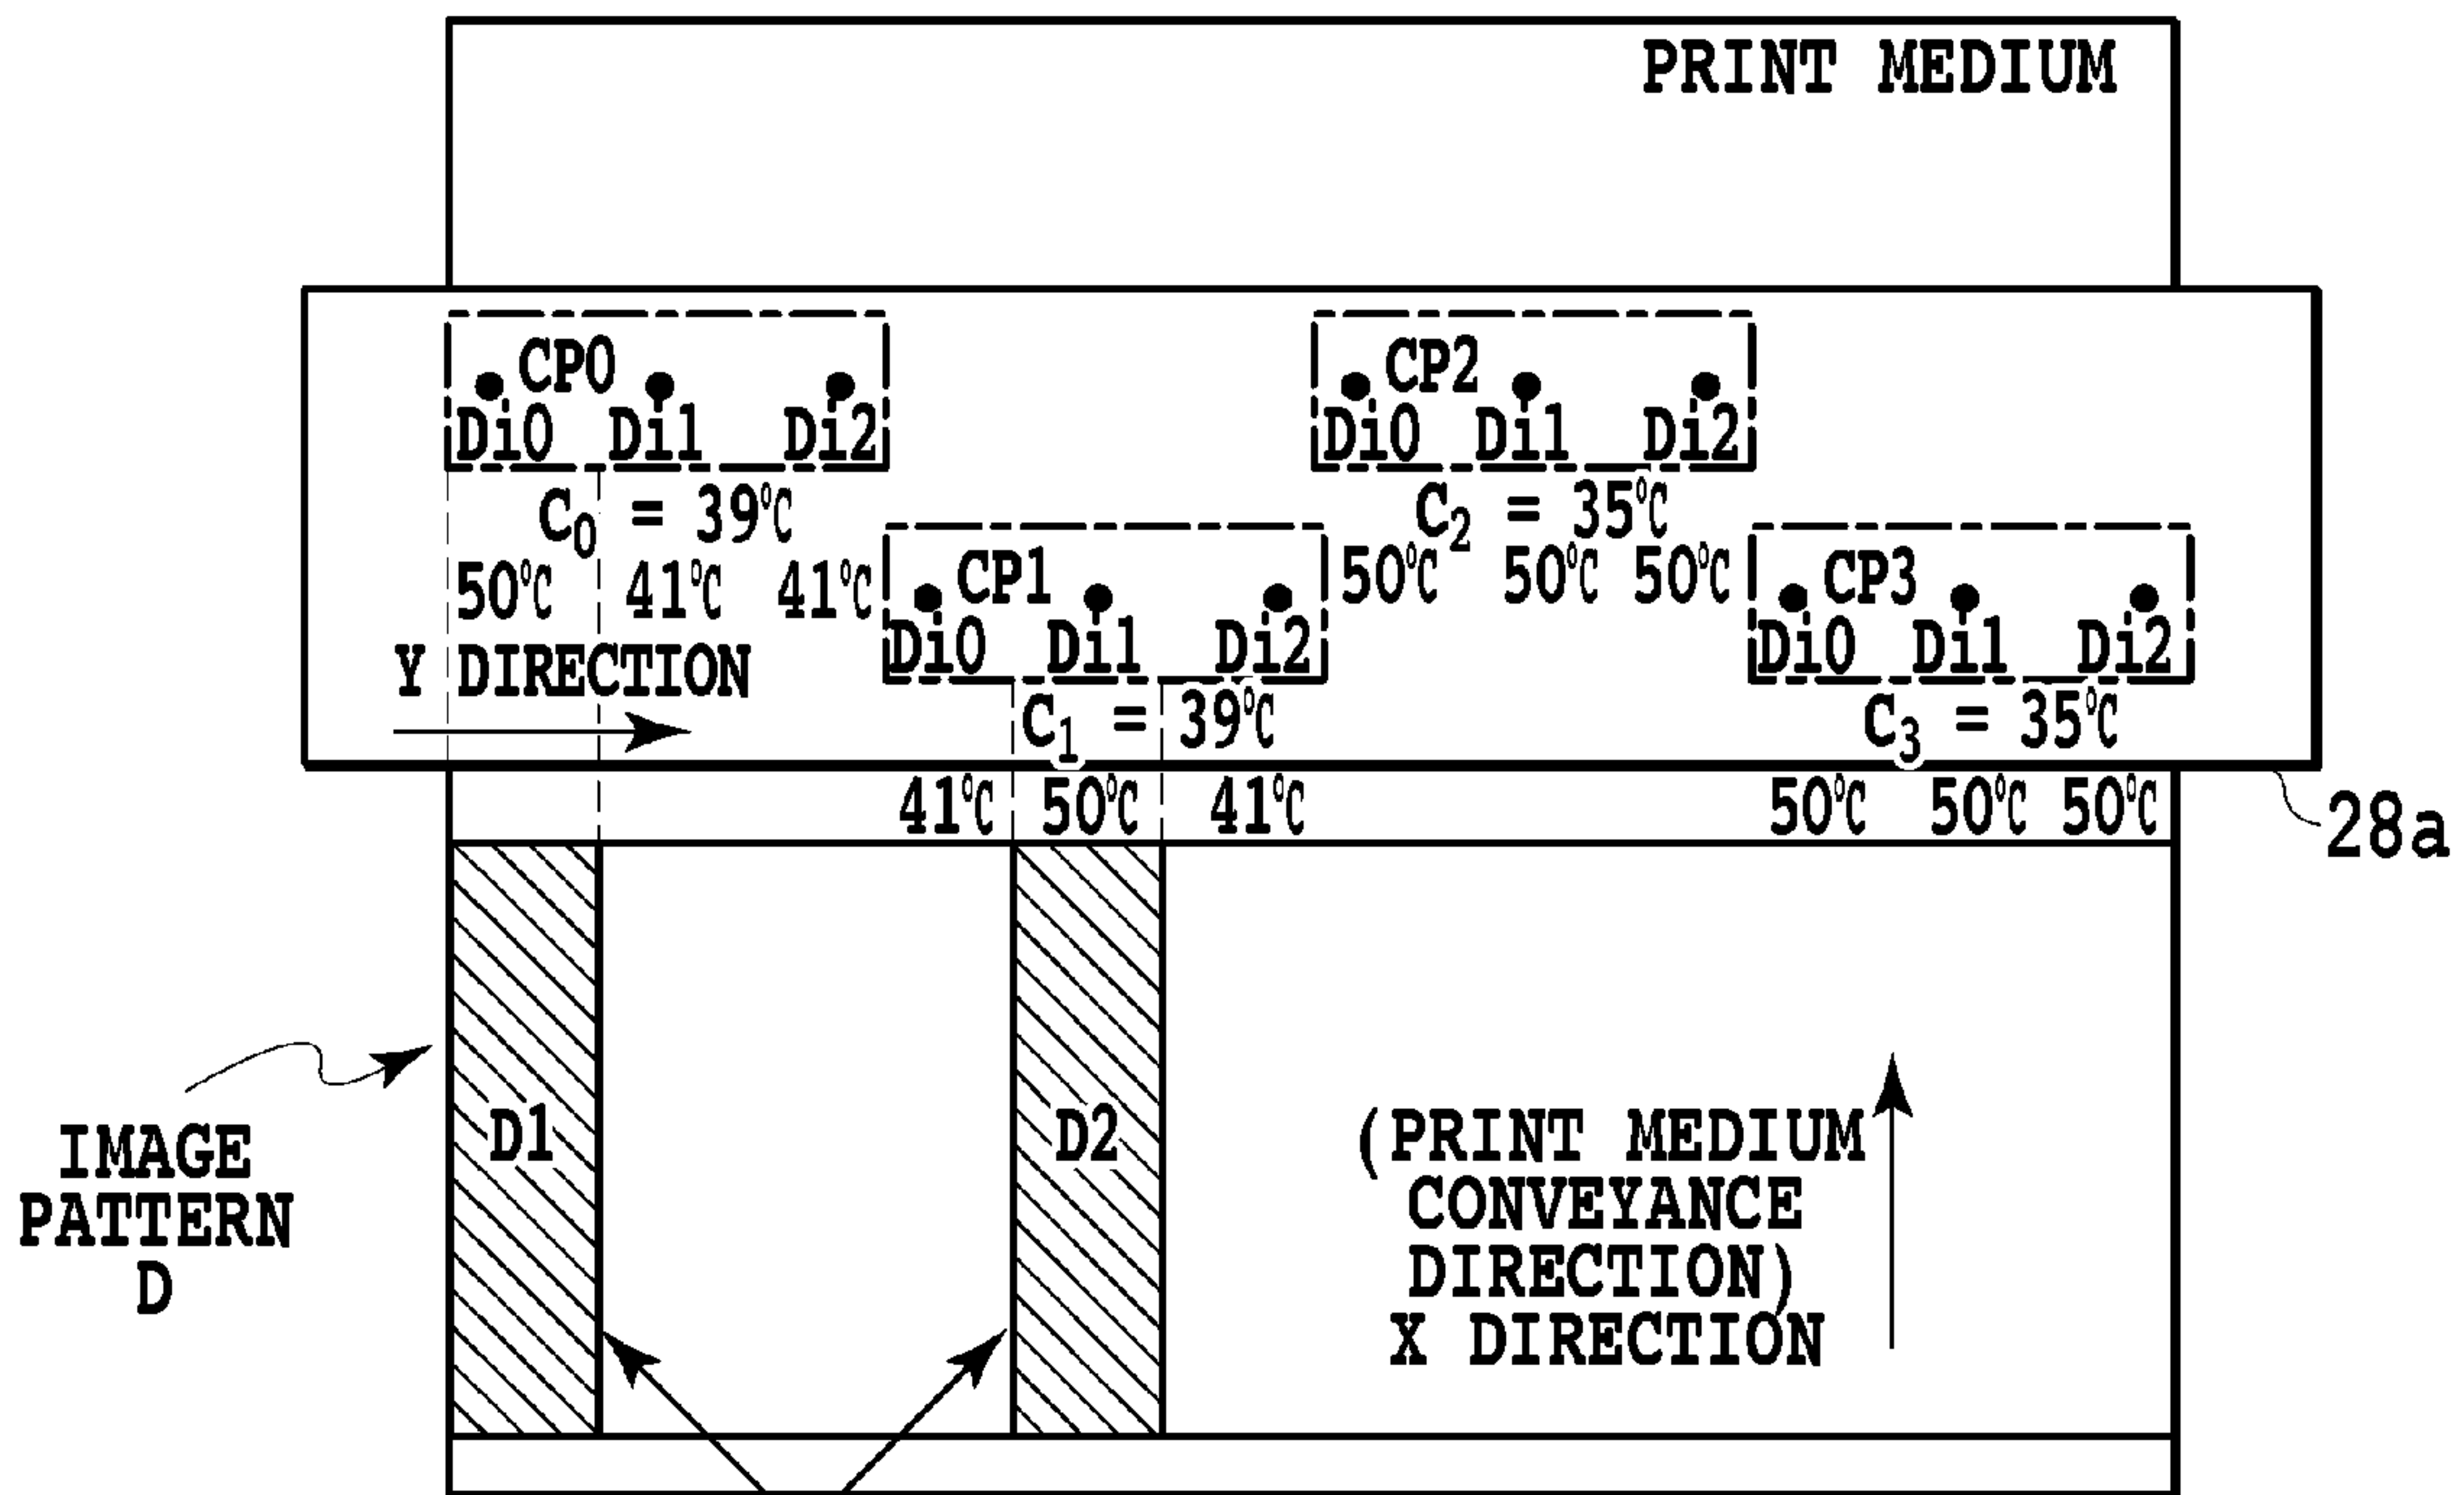 PRINT MEDIUM
CP0
Di0 Di1 Di2
C0 = 39℃
50℃ 41℃ 41℃
CP2
Di0 Di1 Di2
C2 = 35℃
50℃ 50℃ 50℃
CP1
Di0 Di1 Di2
C1 = 39℃
41℃ 50℃ 41℃
CP3
Di0 Di1 Di2
C3 = 35℃
50℃ 50℃ 50℃
Y DIRECTION
28a
D1
D2
IMAGE
PATTERN
D
(PRINT MEDIUM
CONVEYANCE
DIRECTION)
X DIRECTION